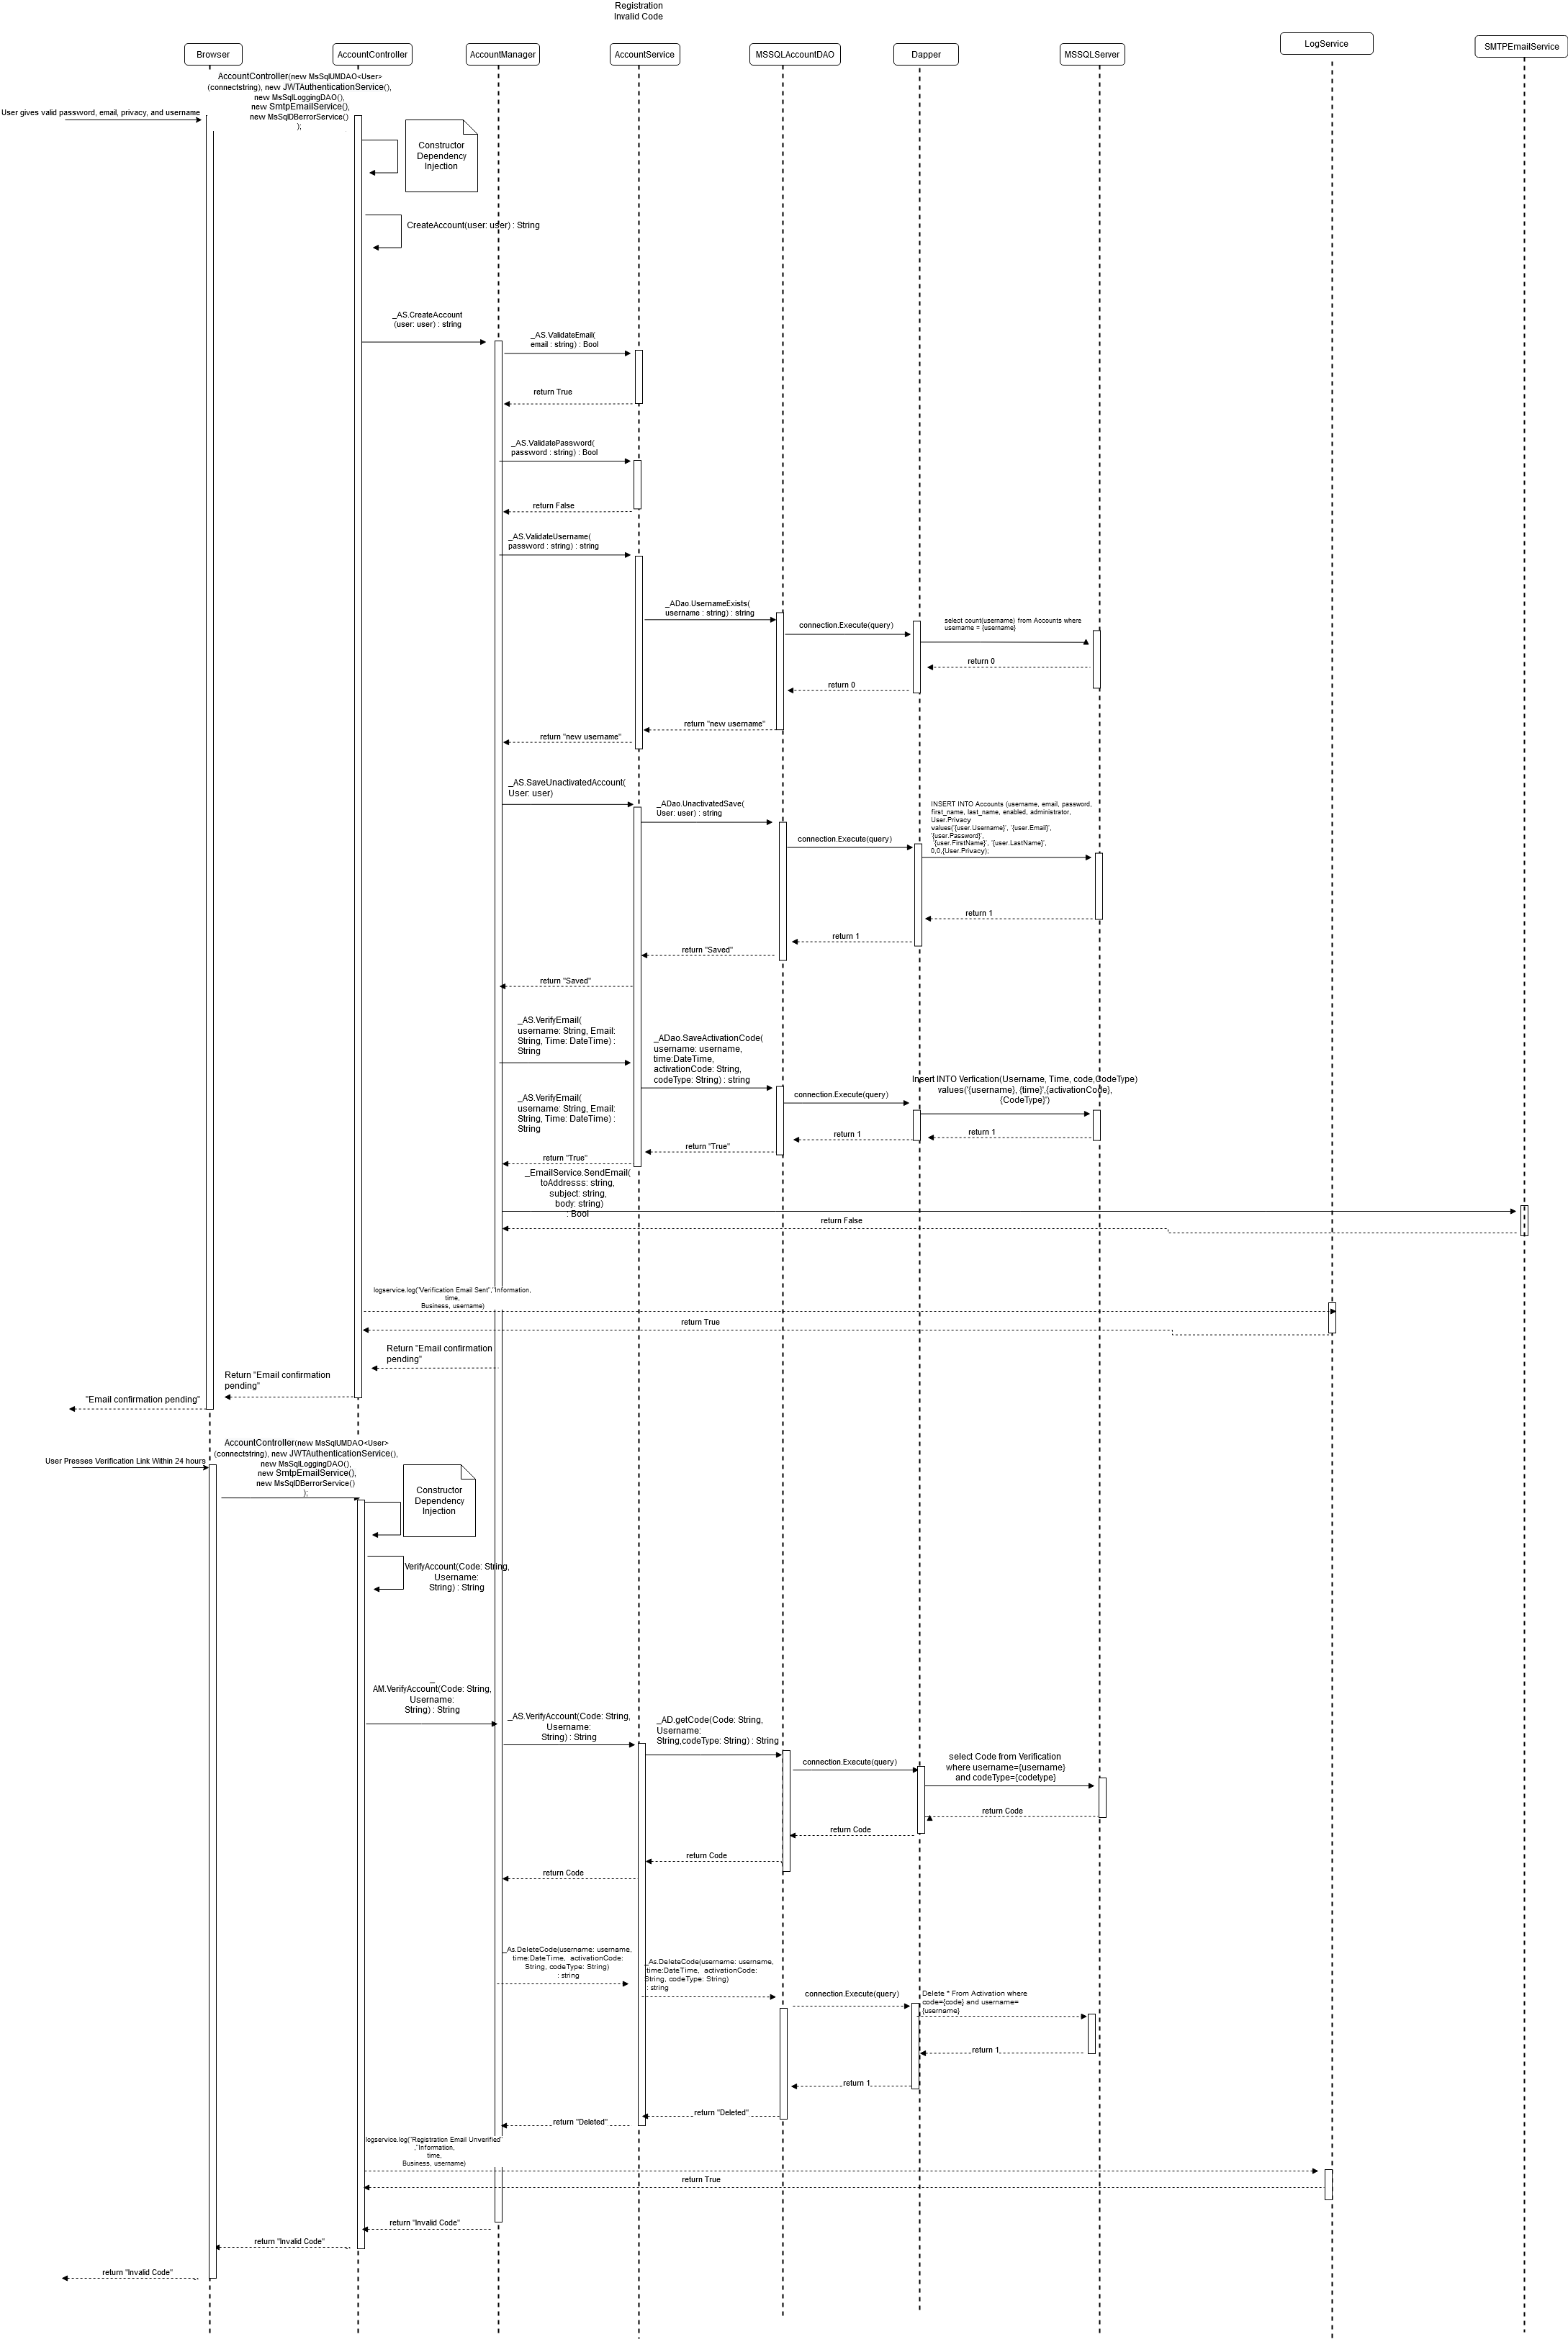 Registration
Invalid Code
Browser
AccountController
AccountManager
AccountService
MSSQLAccountDAO
Dapper
MSSQLServer
LogService
SMTPEmailService
AccountController(new MsSqlUMDAO<User>
(connectstring), new JWTAuthenticationService(),
new MsSqlLoggingDAO(),
new SmtpEmailService(),
new MsSqlDBerrorService()
);
User gives valid password, email, privacy, and username
Constructor
Dependency
Injection
CreateAccount(user: user) : String
_AS.CreateAccount
(user: user) : string
_AS.ValidateEmail(
email : string) : Bool
return True
_AS.ValidatePassword(
password : string) : Bool
return False
_AS.ValidateUsername(
password : string) : string
_ADao.UsernameExists(
username : string) : string
connection.Execute(query)
select count(username) from Accounts where
username = {username}
return 0
return 0
return "new username"
return "new username"
_AS.SaveUnactivatedAccount(
User: user)
_ADao.UnactivatedSave(
User: user) : string
connection.Execute(query)
INSERT INTO Accounts (username, email, password,
first_name, last_name, enabled, administrator,
User.Privacy
values('{user.Username}', '{user.Email}',
'{user.Password}',
'{user.FirstName}', '{user.LastName}',
0,0,{User.Privacy);
return 1
return 1
return "Saved"
return "Saved"
_AS.VerifyEmail(
username: String, Email:
String, Time: DateTime) :
String
_ADao.SaveActivationCode(
username: username,
time:DateTime,
activationCode: String,
codeType: String) : string
connection.Execute(query)
Insert INTO Verfication(Username, Time, code,CodeType)
values('{username}, {time}',{activationCode},
{CodeType}')
_AS.VerifyEmail(
username: String, Email:
String, Time: DateTime) :
String
return 1
return 1
return "True"
return "True"
_EmailService.SendEmail(
toAddresss: string,
subject: string,
body: string)
: Bool
return False
logservice.log("Verification Email Sent","Information,
time,
Business, username)
return True
Return "Email confirmation
pending"
Return "Email confirmation
pending"
"Email confirmation pending"
AccountController(new MsSqlUMDAO<User>
(connectstring), new JWTAuthenticationService(),
new MsSqlLoggingDAO(),
new SmtpEmailService(),
new MsSqlDBerrorService()
);
User Presses Verification Link Within 24 hours
Constructor
Dependency
Injection
VerifyAccount(Code: String,
Username:
String) : String
_
AM.VerifyAccount(Code: String,
Username:
String) : String
_AS.VerifyAccount(Code: String,
Username:
String) : String
_AD.getCode(Code: String,
Username:
String,codeType: String) : String
connection.Execute(query)
select Code from Verification
where username={username}
and codeType={codetype}
return Code
return Code
return Code
return Code
_As.DeleteCode(username: username,
time:DateTime, activationCode:
String, codeType: String)
: string
_As.DeleteCode(username: username,
time:DateTime, activationCode:
String, codeType: String)
: string
connection.Execute(query)
Delete * From Activation where
code={code} and username=
{username}
return 1
return 1
return "Deleted"
return "Deleted"
logservice.log("Registration Email Unverified"
,"Information,
time,
Business, username)
return True
return "Invalid Code"
return "Invalid Code"
return "Invalid Code"